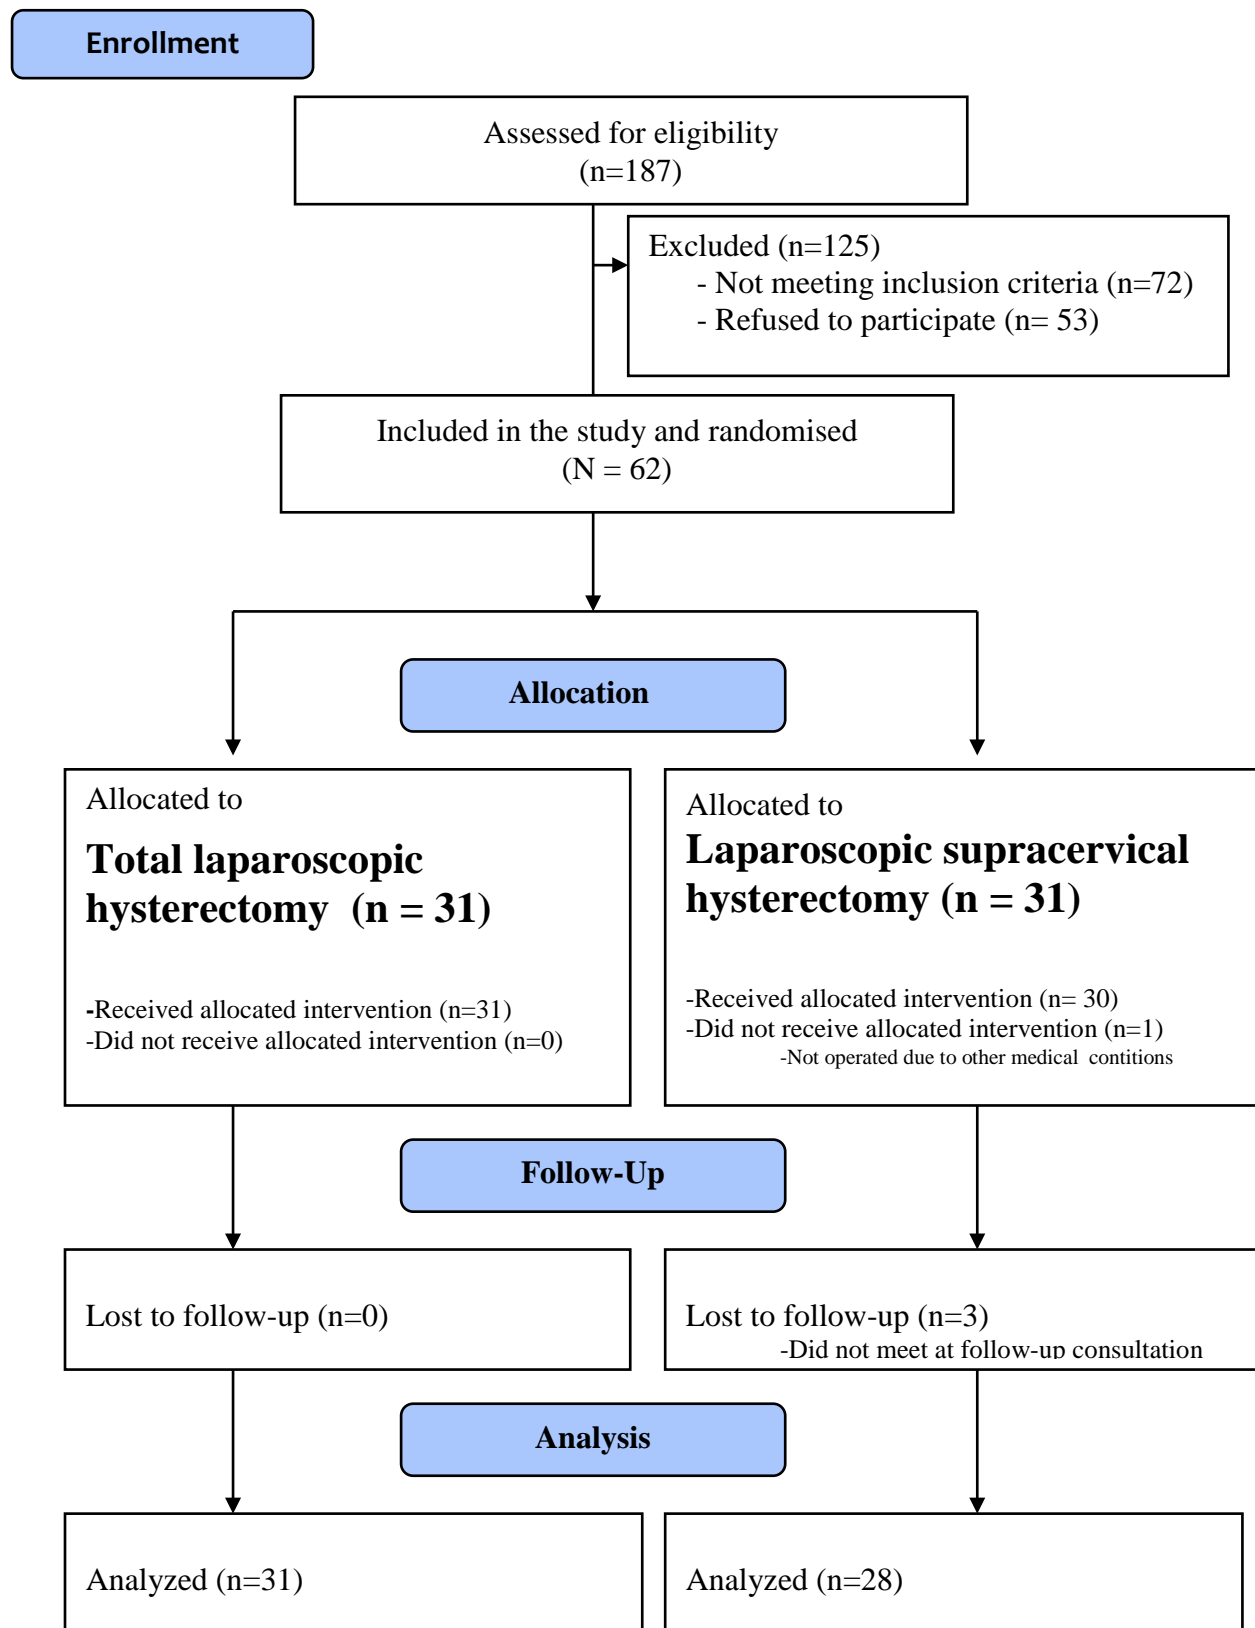 Enrollment
Assessed for eligibility
(n=187)
Excluded (n=125)
- Not meeting inclusion criteria (n=72)
- Refused to participate (n= 53)
Included in the study and randomised
(N = 62)
Allocation
Allocated to
Total laparoscopic
hysterectomy  (n = 31)
-Received allocated intervention (n=31)
-Did not receive allocated intervention (n=0)
Allocated to
Laparoscopic supracervical
hysterectomy (n = 31)
-Received allocated intervention (n= 30)
-Did not receive allocated intervention (n=1)
-Not operated due to other medical  contitions
Follow-Up
Lost to follow-up (n=0)
Lost to follow-up (n=3)
-Did not meet at follow-up consultation
Analysis
Analyzed (n=31)
Analyzed (n=28)